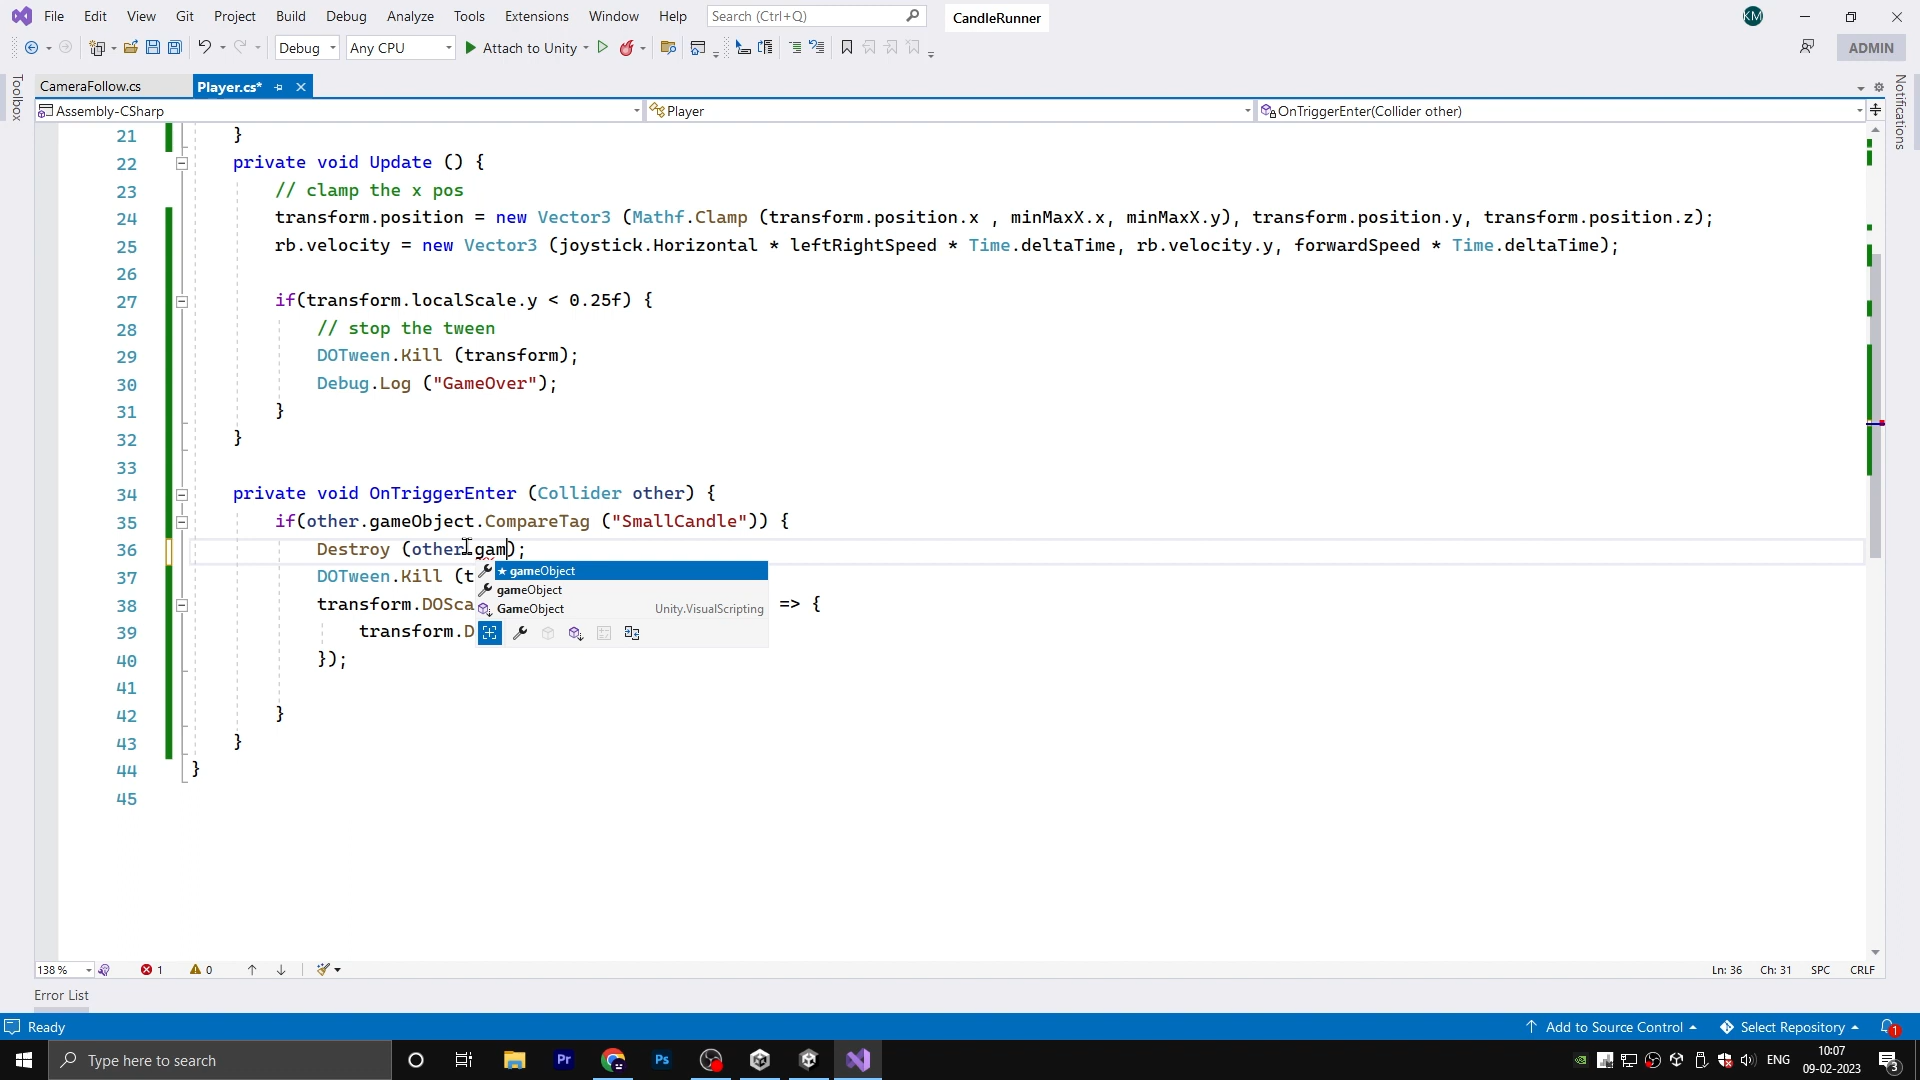 File Edit View Git Project Build Debug Analyze Tools Extensions Window Help Search (Ctrl+Q) CandleRunner KM
Debug Any CPU Attach to Unity ADMIN
Toolbox
CameraFollow.cs Player.cs*
Notifications
Assembly-CSharp Player OnTriggerEnter(Collider other)
21 }
22 private void Update () {
23 // clamp the x pos
24 transform.position = new Vector3 (Mathf.Clamp (transform.position.x , minMaxX.x, minMaxX.y), transform.position.y, transform.position.z);
25 rb.velocity = new Vector3 (joystick.Horizontal * leftRightSpeed * Time.deltaTime, rb.velocity.y, forwardSpeed * Time.deltaTime);
26
27 if(transform.localScale.y < 0.25f) {
28 // stop the tween
29 DOTween.Kill (transform);
30 Debug.Log ("GameOver");
31 }
32 }
33
34 private void OnTriggerEnter (Collider other) {
35 if(other.gameObject.CompareTag ("SmallCandle")) {
36 Destroy (other.gam);
★ gameObject
37 DOTween.Kill (t
gameObject
38 transform.DOSca => {
GameObject Unity.VisualScripting
39 transform.D
40 });
41
42 }
43 }
44 }
45
138 % 1 0 Ln: 36 Ch: 31 SPC CRLF
Error List
Ready Add to Source Control Select Repository 1
Type here to search Pr Ps ENG 10:07
09-02-2023 3